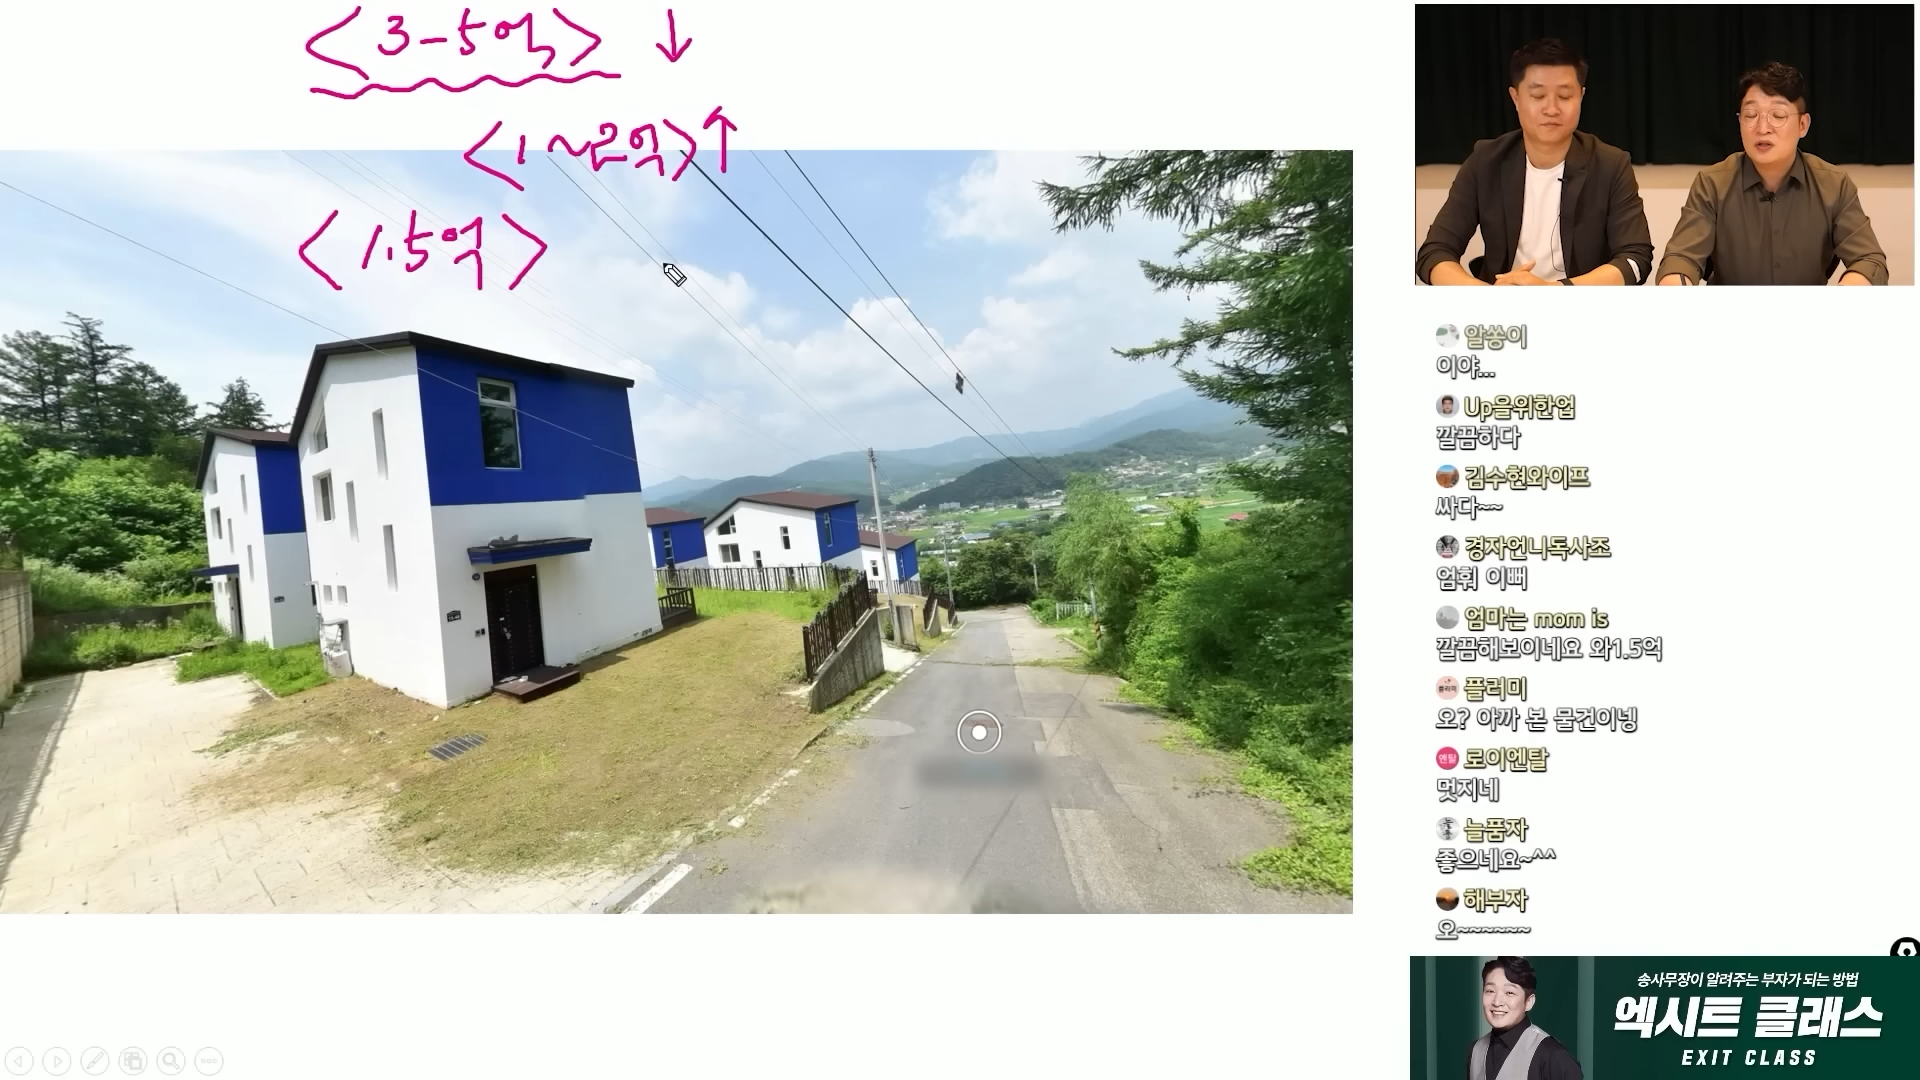 <3-5억> ↓
<1~2억>↑
<1.5억>
알쏭이
이야...
Up을위한업
깔끔하다
김수현와이프
싸다~~
경자언니독사조
엄훠 이뻐
엄마는 mom is
깔끔해보이네요 와1.5억
플러미
오? 아까 본 물건이넹
엔탈
로이엔탈
멋지네
늘품자
좋으네요~^^
해부자
오~~~~~~
송사무장이 알려주는 부자가 되는 방법
엑시트 클래스
EXIT CLASS